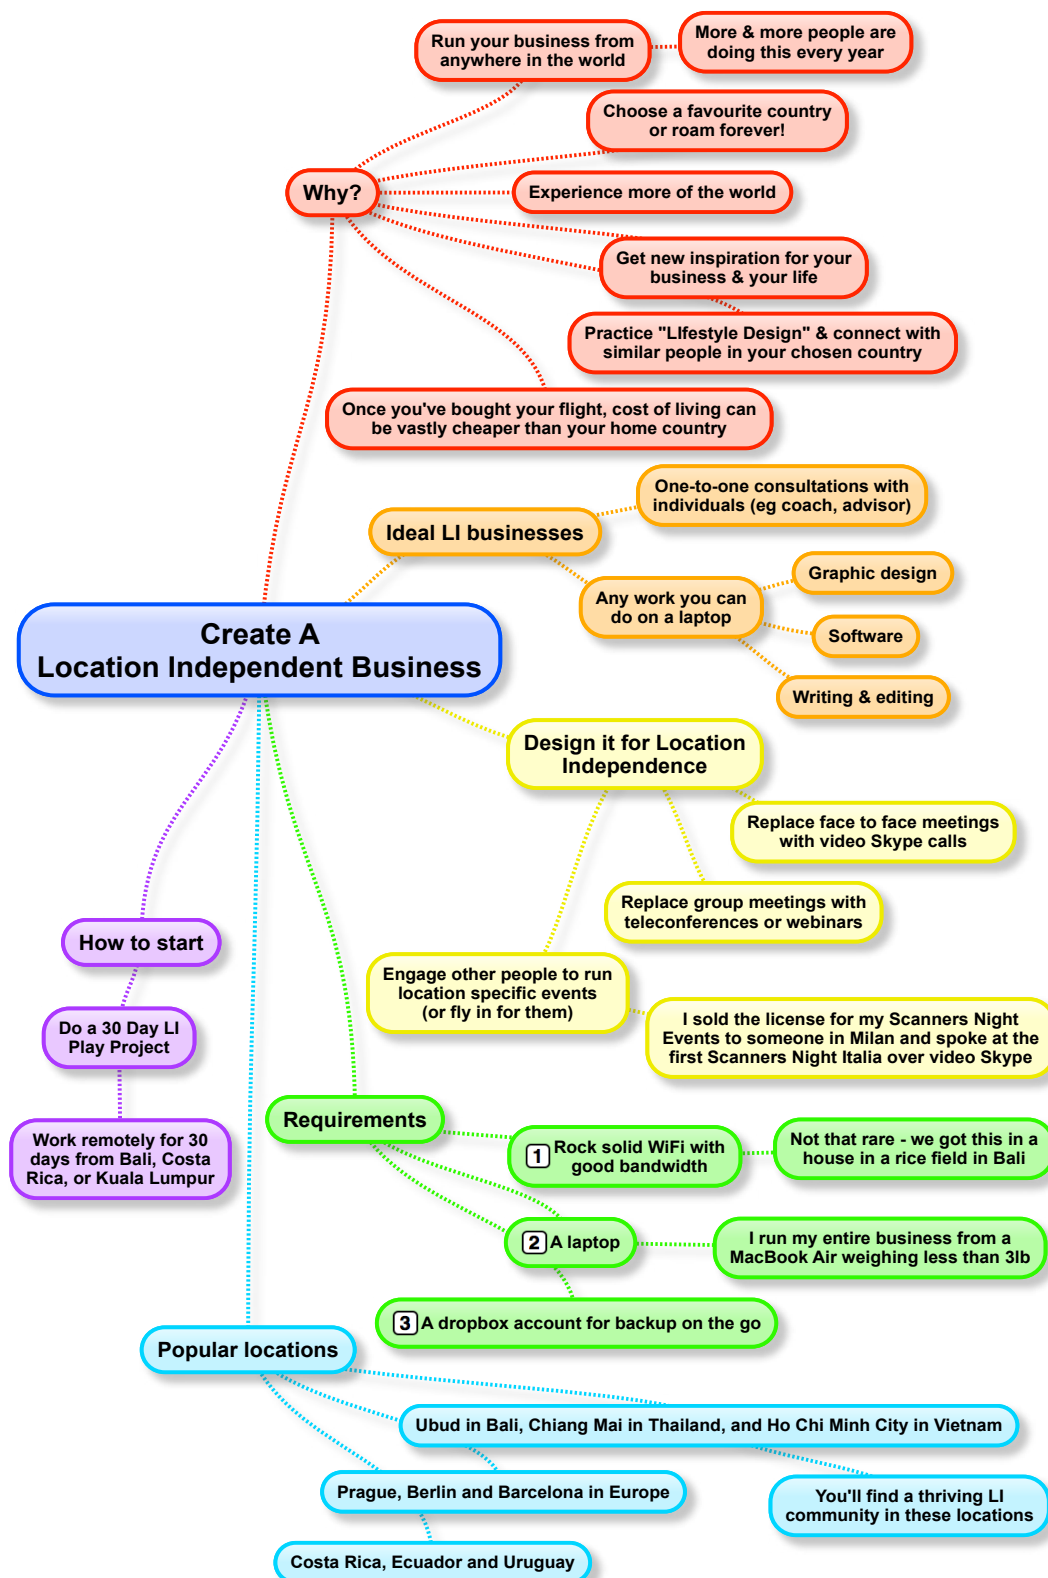 Run your business from
anywhere in the world
More & more people are
doing this every year
Choose a favourite country
or roam forever!
Why?
Experience more of the world
Get new inspiration for your
business & your life
Practice "LIfestyle Design" & connect with
similar people in your chosen country
Once you've bought your flight, cost of living can
be vastly cheaper than your home country
One-to-one consultations with
individuals (eg coach, advisor)
Ideal LI businesses
Any work you can
do on a laptop
Graphic design
Software
Writing & editing
Create A
Location Independent Business
Design it for Location
Independence
Replace face to face meetings
with video Skype calls
Replace group meetings with
teleconferences or webinars
Engage other people to run
location specific events
(or fly in for them)
I sold the license for my Scanners Night
Events to someone in Milan and spoke at the
first Scanners Night Italia over video Skype
How to start
Do a 30 Day LI
Play Project
Work remotely for 30
days from Bali, Costa
Rica, or Kuala Lumpur
Requirements
1 Rock solid WiFi with
good bandwidth
Not that rare - we got this in a
house in a rice field in Bali
2 A laptop
I run my entire business from a
MacBook Air weighing less than 3lb
3 A dropbox account for backup on the go
Popular locations
Ubud in Bali, Chiang Mai in Thailand, and Ho Chi Minh City in Vietnam
Prague, Berlin and Barcelona in Europe
You'll find a thriving LI
community in these locations
Costa Rica, Ecuador and Uruguay